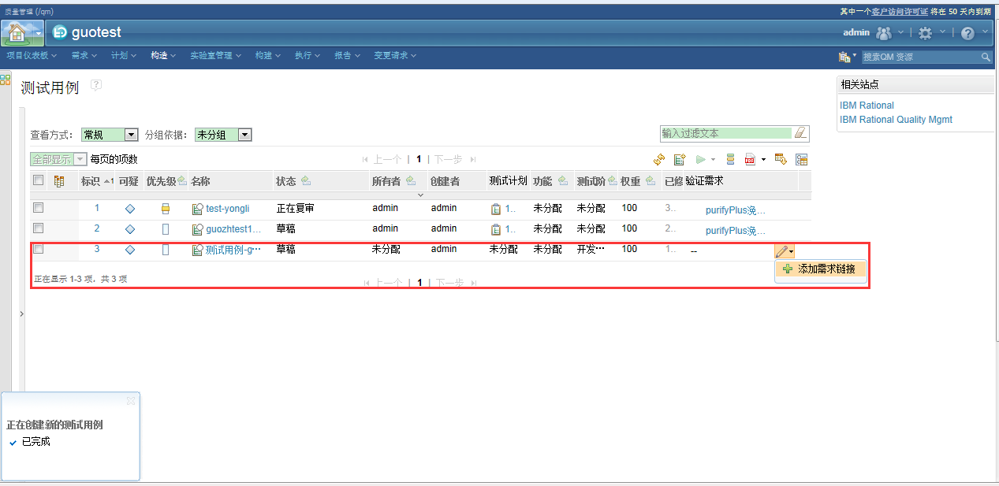 质量管理 (/qm)
其中一个客户访问许可证 将在 50 天内到期
guotest
admin
项目仪表板 需求 计划 构造 实验室管理 构建 执行 报告 变更请求
搜索QM 资源
测试用例
相关站点
IBM Rational
IBM Rational Quality Mgmt
查看方式: 常规 分组依据: 未分组
输入过滤文本
全部显示 每页的项数
上一个 | 1 | 下一步
标识 1 可疑 优先级 名称 状态 所有者 创建者 测试计划 功能 测试阶 权重 已修 验证需求
1 test-yongli 正在复审 admin admin 1.. 未分配 未分配 100 3.. purifyPlus浼...
2 guozhtest1... 草稿 admin admin 1.. 未分配 未分配 100 2.. purifyPlus浼...
3 测试用例-g... 草稿 未分配 admin 未分配 未分配 开发... 100 1.. --
添加需求链接
正在显示 1-3 项，共 3 项
上一个 | 1 | 下一步
正在创建新的测试用例
已完成